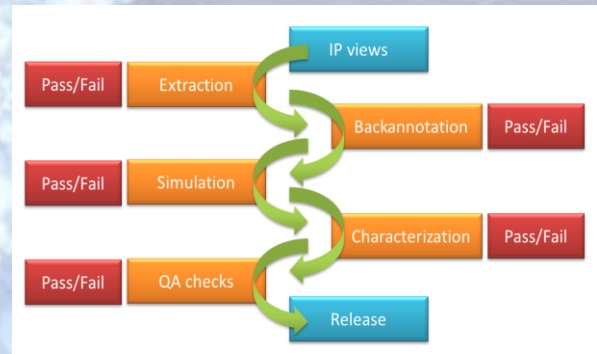 IP views
Pass/Fail Extraction
Backannotation Pass/Fail
Pass/Fail Simulation
Characterization Pass/Fail
Pass/Fail QA checks
Release